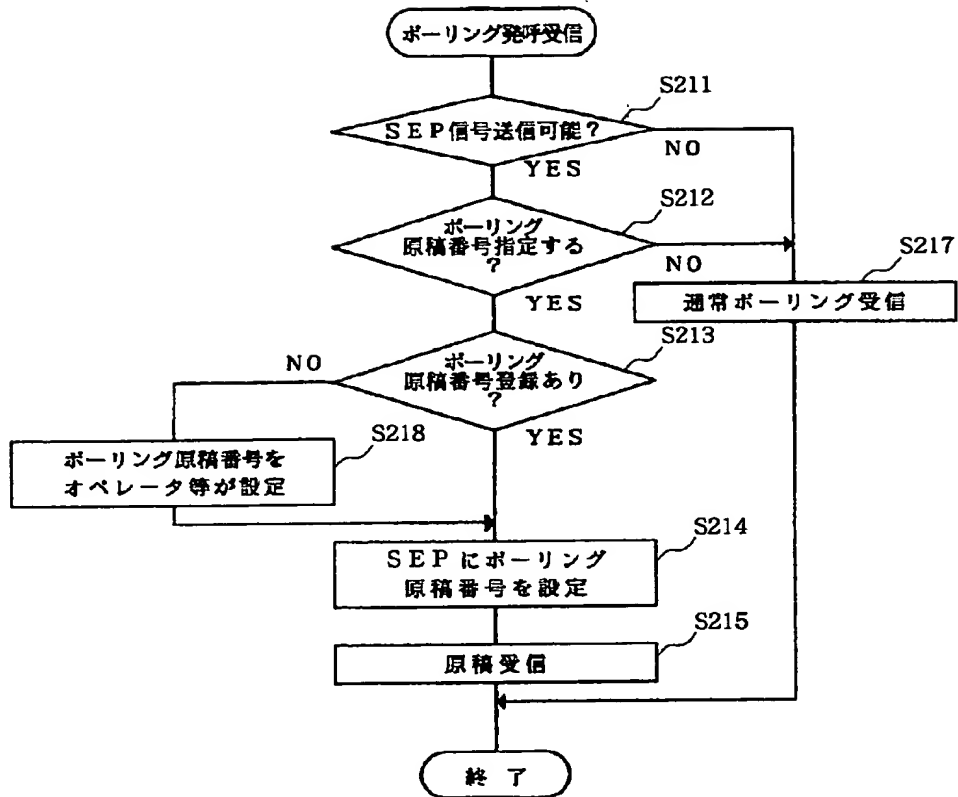 ポーリング発呼受信
S211
SEP信号送信可能?
NO
YES
S212
ポーリング
原稿番号指定する
?
NO
YES
S217
通常ポーリング受信
S213
ポーリング
原稿番号登録あり
?
NO
YES
S218
ポーリング原稿番号を
オペレータ等が設定
S214
SEPにポーリング
原稿番号を設定
S215
原稿受信
終了